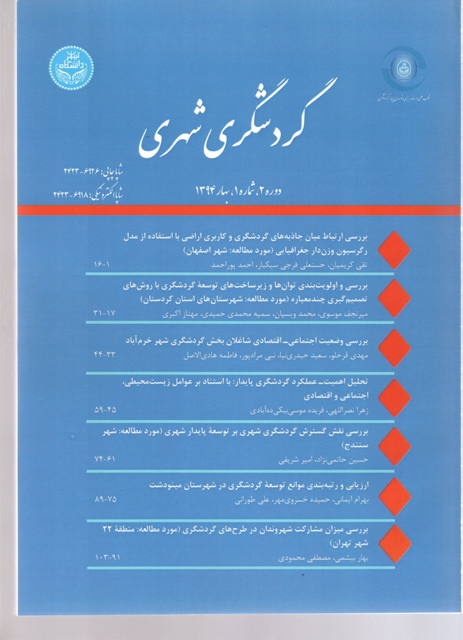 گردشگری شهری
دوره ۲، شماره ۱، بهار ۱۳۹۴
شاپا چاپی: ۶۹۲۶-۲۴۲۳
شاپا الکترونیکی: ۶۹۱۸-۲۴۲۳
بررسی ارتباط میان جاذبه‌های گردشگری و کاربری اراضی با استفاده از مدل
رگرسیون وزن‌دار جغرافیایی (مورد مطالعه: شهر اصفهان)
تقی کریمیان، حسنعلی فرجی سبکبار، احمد پوراحمد
۱-۱۶
بررسی و اولویت‌بندی توان‌ها و زیرساخت‌های توسعۀ گردشگری با روش‌های
تصمیم‌گیری چندمعیاره (مورد مطالعه: شهرستان‌های استان کردستان)
میرنجف موسوی، محمد ویسیان، سمیه محمدی حمیدی، مهناز اکبری
۱۷-۳۱
بررسی وضعیت اجتماعی‌ـ اقتصادی شاغلان بخش گردشگری شهر خرم‌آباد
مهدی قرخلو، سعید حیدری‌نیا، نبی مرادپور، فاطمه هادی‌الاصل
۳۳-۴۴
تحلیل اهمیت‌ـ عملکرد گردشگری پایدار: با استناد بر عوامل زیست‌محیطی،
اجتماعی و اقتصادی
زهرا نصراللهی، فریده موسی‌بیکی‌ده‌آبادی
۴۵-۵۹
بررسی نقش گسترش گردشگری شهری بر توسعۀ پایدار شهری (مورد مطالعه: شهر
سنندج)
حسین حاتمی‌نژاد، امیر شریفی
۶۱-۷۴
ارزیابی و رتبه‌بندی موانع توسعۀ گردشگری در شهرستان مینودشت
بهرام ایمانی، حمیده خسروی‌مهر، علی طورانی
۷۵-۸۹
بررسی میزان مشارکت شهروندان در طرح‌های گردشگری (مورد مطالعه: منطقۀ ۲۲
شهر تهران)
بهار بیشمی، مصطفی محمودی
۹۱-۱۰۳